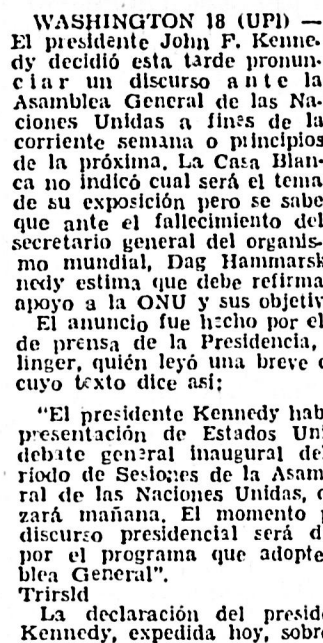 WASHINGTON 18 (UPI) —
El presidente John F. Kenne-
dy decidió esta tarde pronun-
ciar un discurso ante la
Asamblea General de las Na-
ciones Unidas a fines de la
corriente semana o principios
de la próxima. La Casa Blan-
ca no indicó cual será el tema
de su exposición pero se sabe
que ante el fallecimiento del
secretario general del organis-
mo mundial, Dag Hammarsk
nedy estima que debe refirma
apoyo a la ONU y sus objetiv
El anuncio fue hecho por el
de prensa de la Presidencia,
linger, quién leyó una breve
cuyo texto dice así:
"El presidente Kennedy hab
presentación de Estados Uni
debate general inaugural de
ríodo de Sesiones de la Asam
ral de las Naciones Unidas,
zará mañana. El momento
discurso presidencial será d
por el programa que adopte
blea General".
Trirsld
La declaración del presid
Kennedy, expedida hoy, sobr